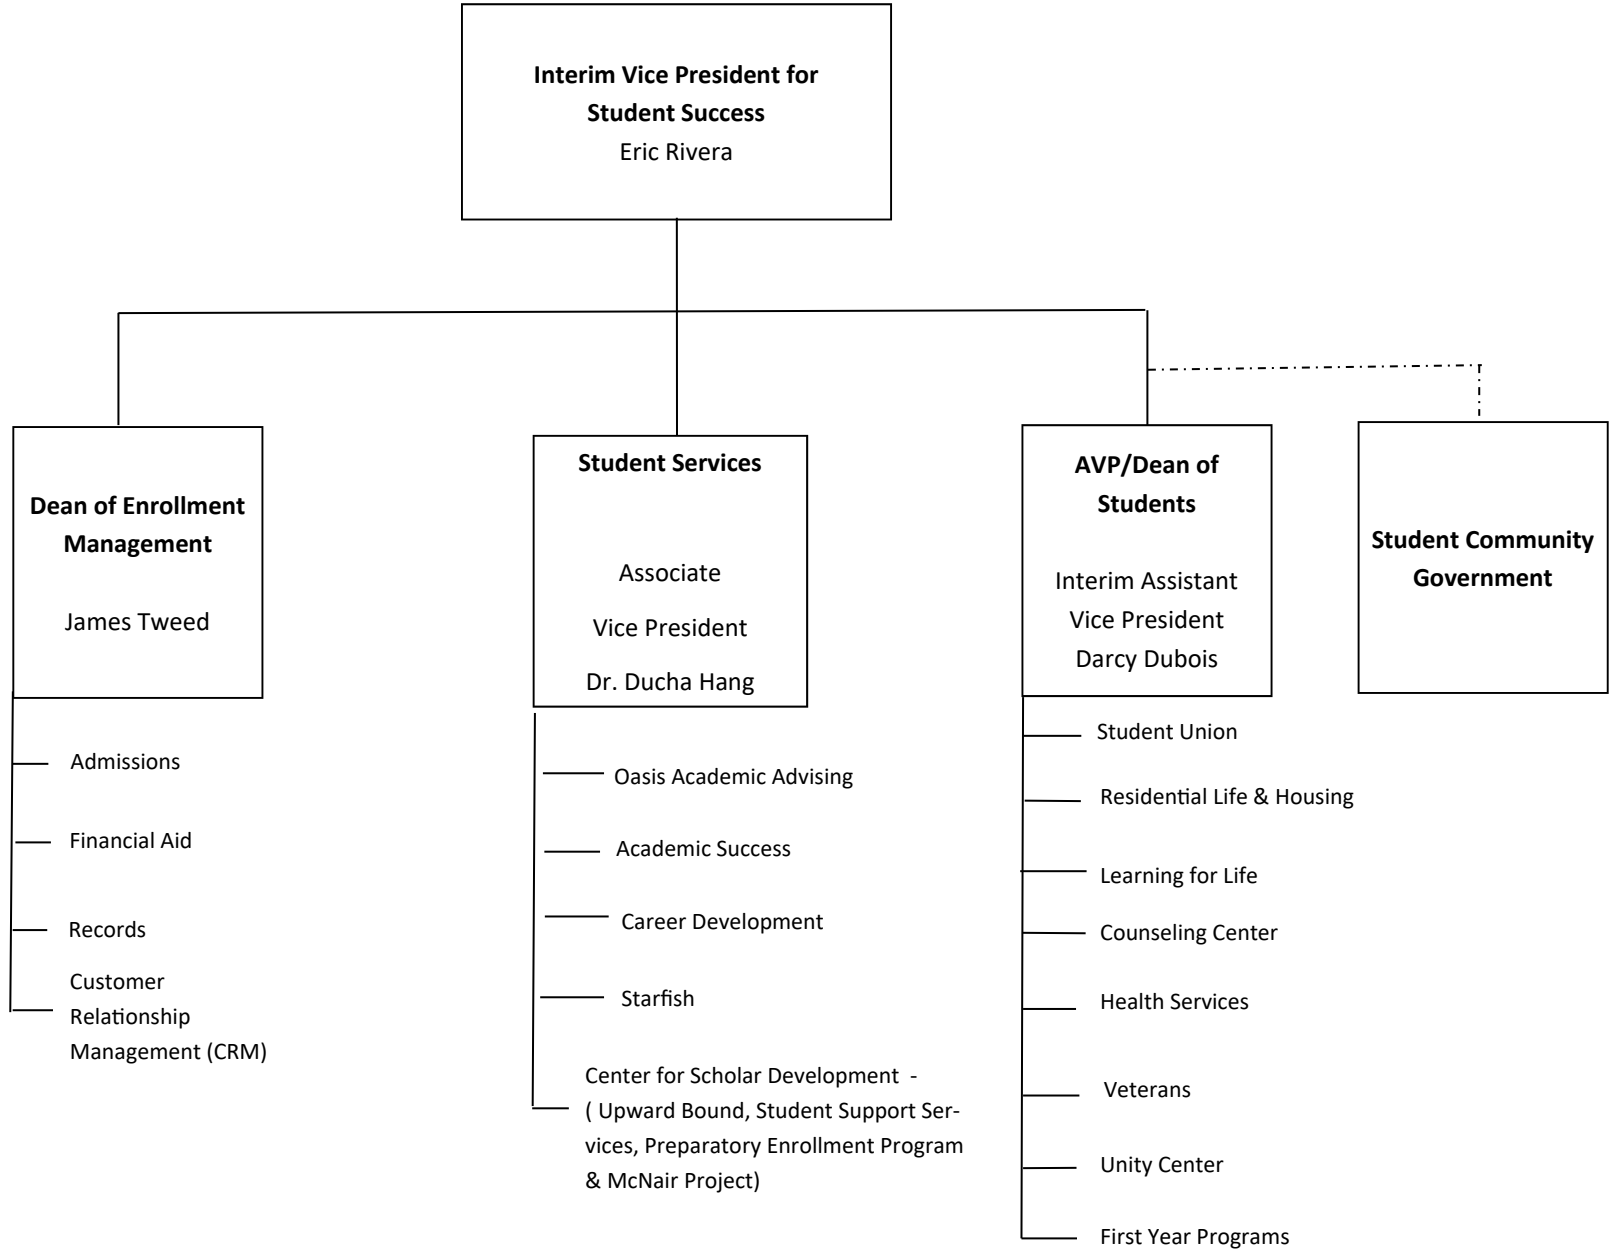 Interim Vice President for
Student Success
Eric Rivera
Dean of Enrollment
Management
James Tweed
Admissions
Financial Aid
Records
Customer
Relationship
Management (CRM)
Student Services
Associate
Vice President
Dr. Ducha Hang
Oasis Academic Advising
Academic Success
Career Development
Starfish
Center for Scholar Development  -
( Upward Bound, Student Support Ser-
vices, Preparatory Enrollment Program
& McNair Project)
AVP/Dean of
Students
Interim Assistant
Vice President
Darcy Dubois
Student Union
Residential Life & Housing
Learning for Life
Counseling Center
Health Services
Veterans
Unity Center
First Year Programs
Student Community
Government